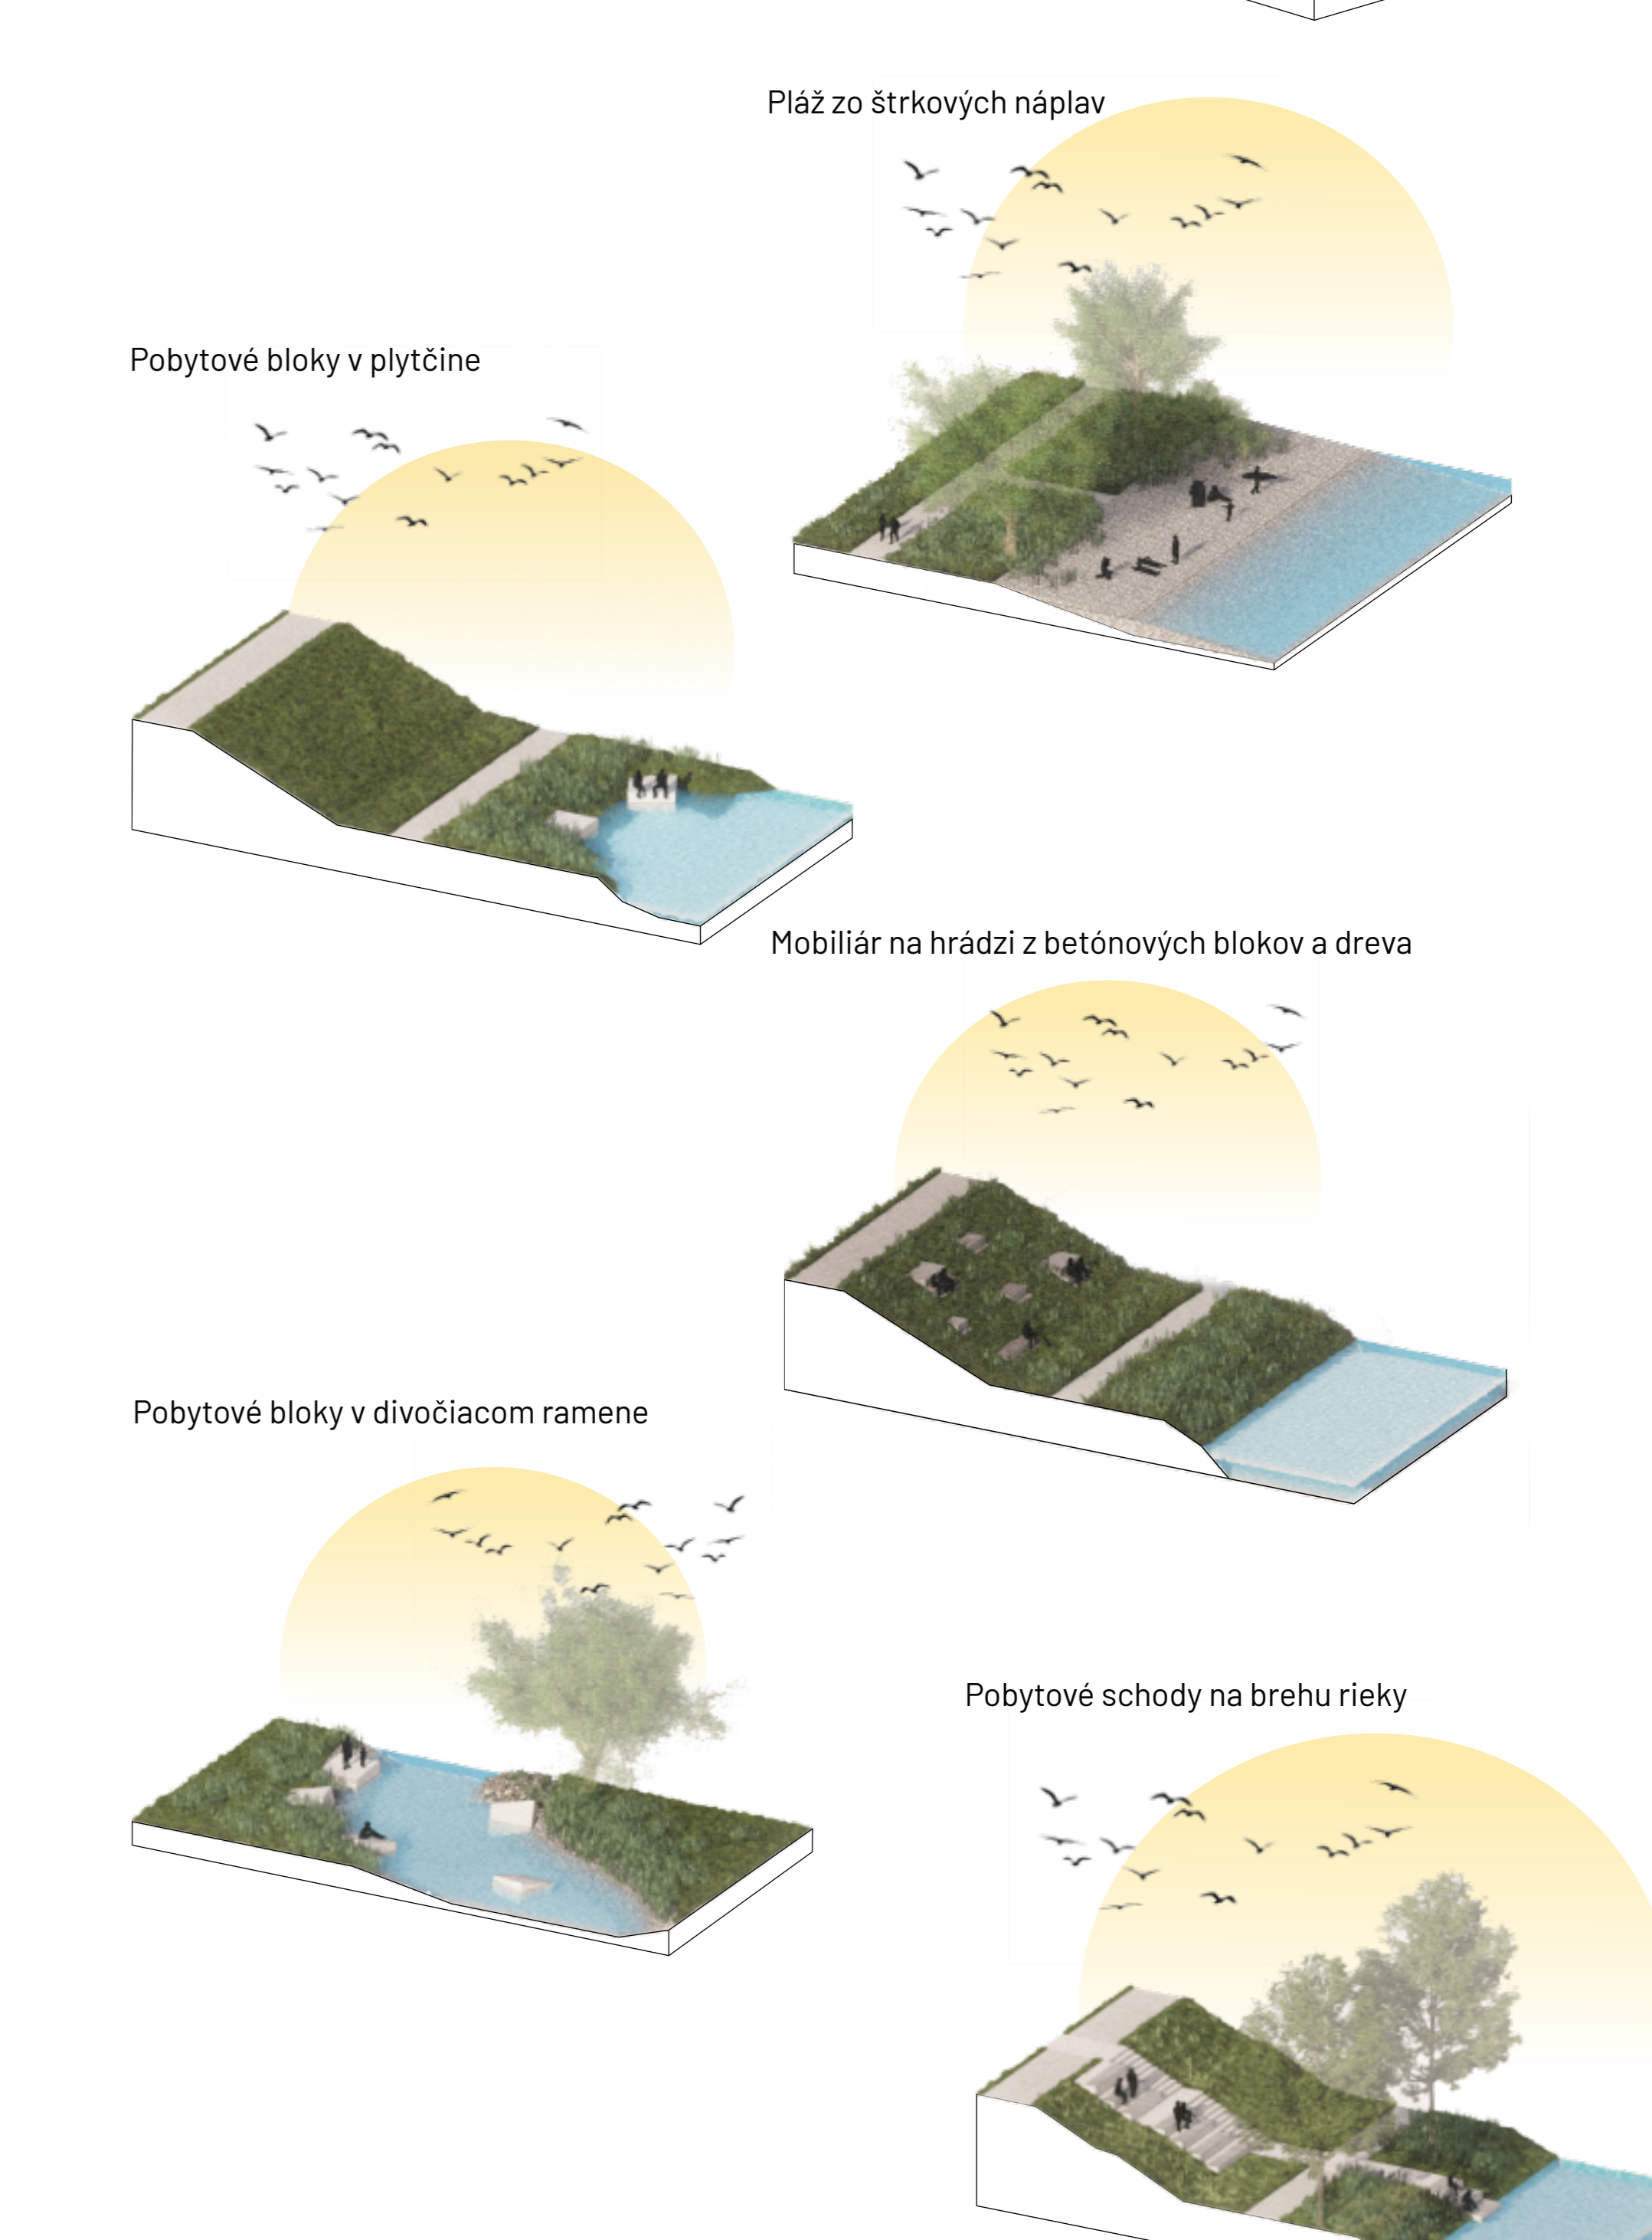 Pláž zo štrkových náplav
Pobytové bloky v plytčine
Mobiliár na hrádzi z betónových blokov a dreva
Pobytové bloky v divočiacom ramene
Pobytové schody na brehu rieky